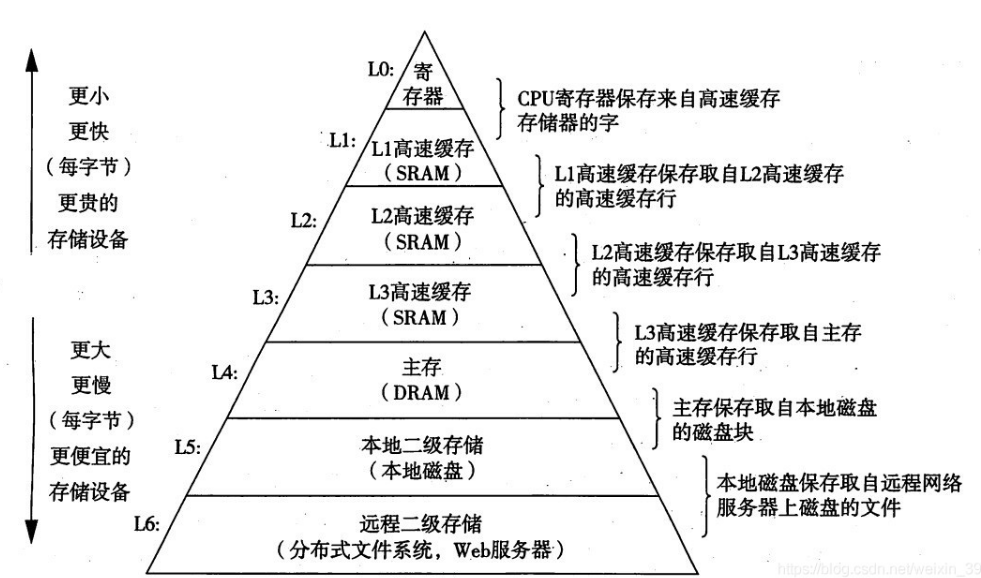 更小
更快
（每字节）
更贵的
存储设备
更大
更慢
（每字节）
更便宜的
存储设备
L0:
寄
存器
L1:
L1高速缓存
（SRAM）
L2:
L2高速缓存
（SRAM）
L3:
L3高速缓存
（SRAM）
L4:
主存
（DRAM）
L5:
本地二级存储
（本地磁盘）
L6:
远程二级存储
（分布式文件系统，Web服务器）
CPU寄存器保存来自高速缓存
存储器的字
L1高速缓存保存取自L2高速缓存
的高速缓存行
L2高速缓存保存取自L3高速缓存
的高速缓存行
L3高速缓存保存取自主存
的高速缓存行
主存保存取自本地磁盘
的磁盘块
本地磁盘保存取自远程网络
服务器上磁盘的文件
https://blog.csdn.net/weixin_39